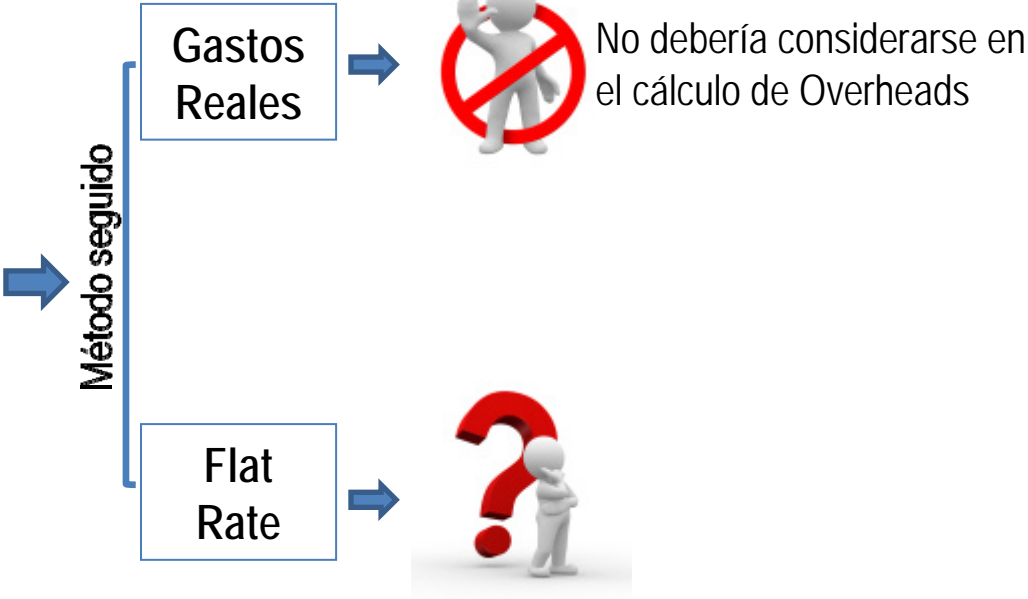 Método seguido
Gastos
Reales
No debería considerarse en
el cálculo de Overheads
Flat
Rate